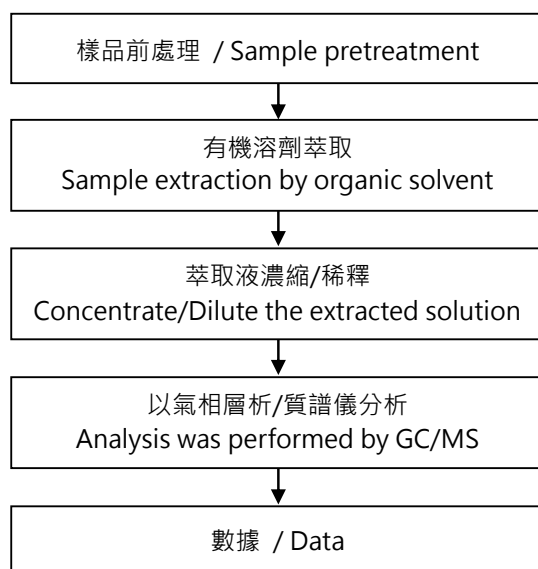 樣品前處理 / Sample pretreatment
有機溶劑萃取
Sample extraction by organic solvent
萃取液濃縮/稀釋
Concentrate/Dilute the extracted solution
以氣相層析/質譜儀分析
Analysis was performed by GC/MS
數據 / Data